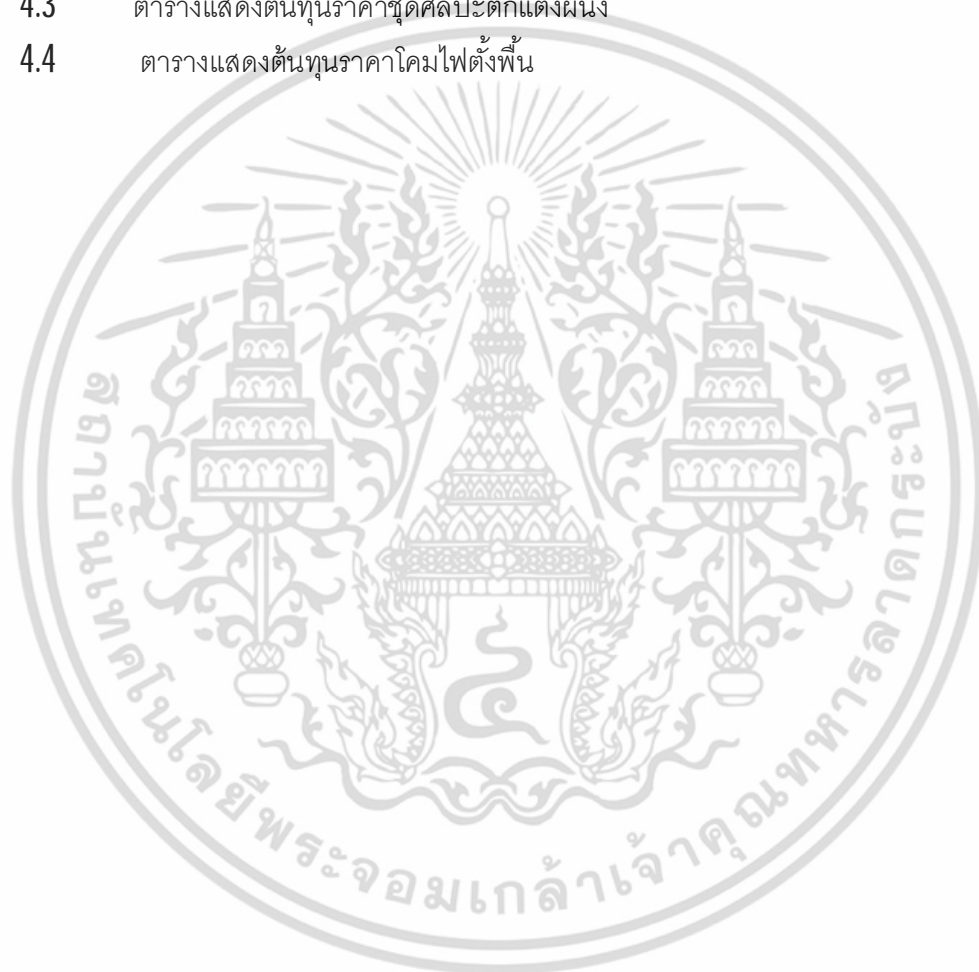 4.3 ตารางแสดงต้นทุนราคาชุดศิลปะตกแต่งผนัง
4.4 ตารางแสดงต้นทุนราคาโคมไฟตั้งพื้น
สถาบันเทคโนโลยีพระจอมเกล้าเจ้าคุณทหารลาดกระบัง
๔